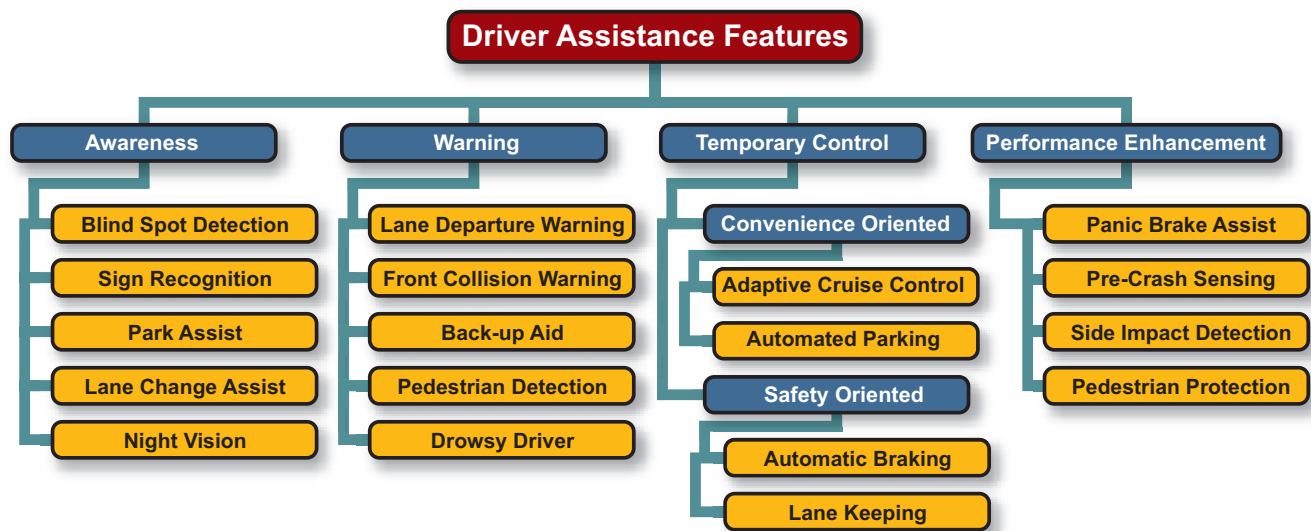 Driver Assistance Features
Awareness
Blind Spot Detection
Sign Recognition
Park Assist
Lane Change Assist
Night Vision
Warning
Lane Departure Warning
Front Collision Warning
Back-up Aid
Pedestrian Detection
Drowsy Driver
Temporary Control
Convenience Oriented
Adaptive Cruise Control
Automated Parking
Safety Oriented
Automatic Braking
Lane Keeping
Performance Enhancement
Panic Brake Assist
Pre-Crash Sensing
Side Impact Detection
Pedestrian Protection